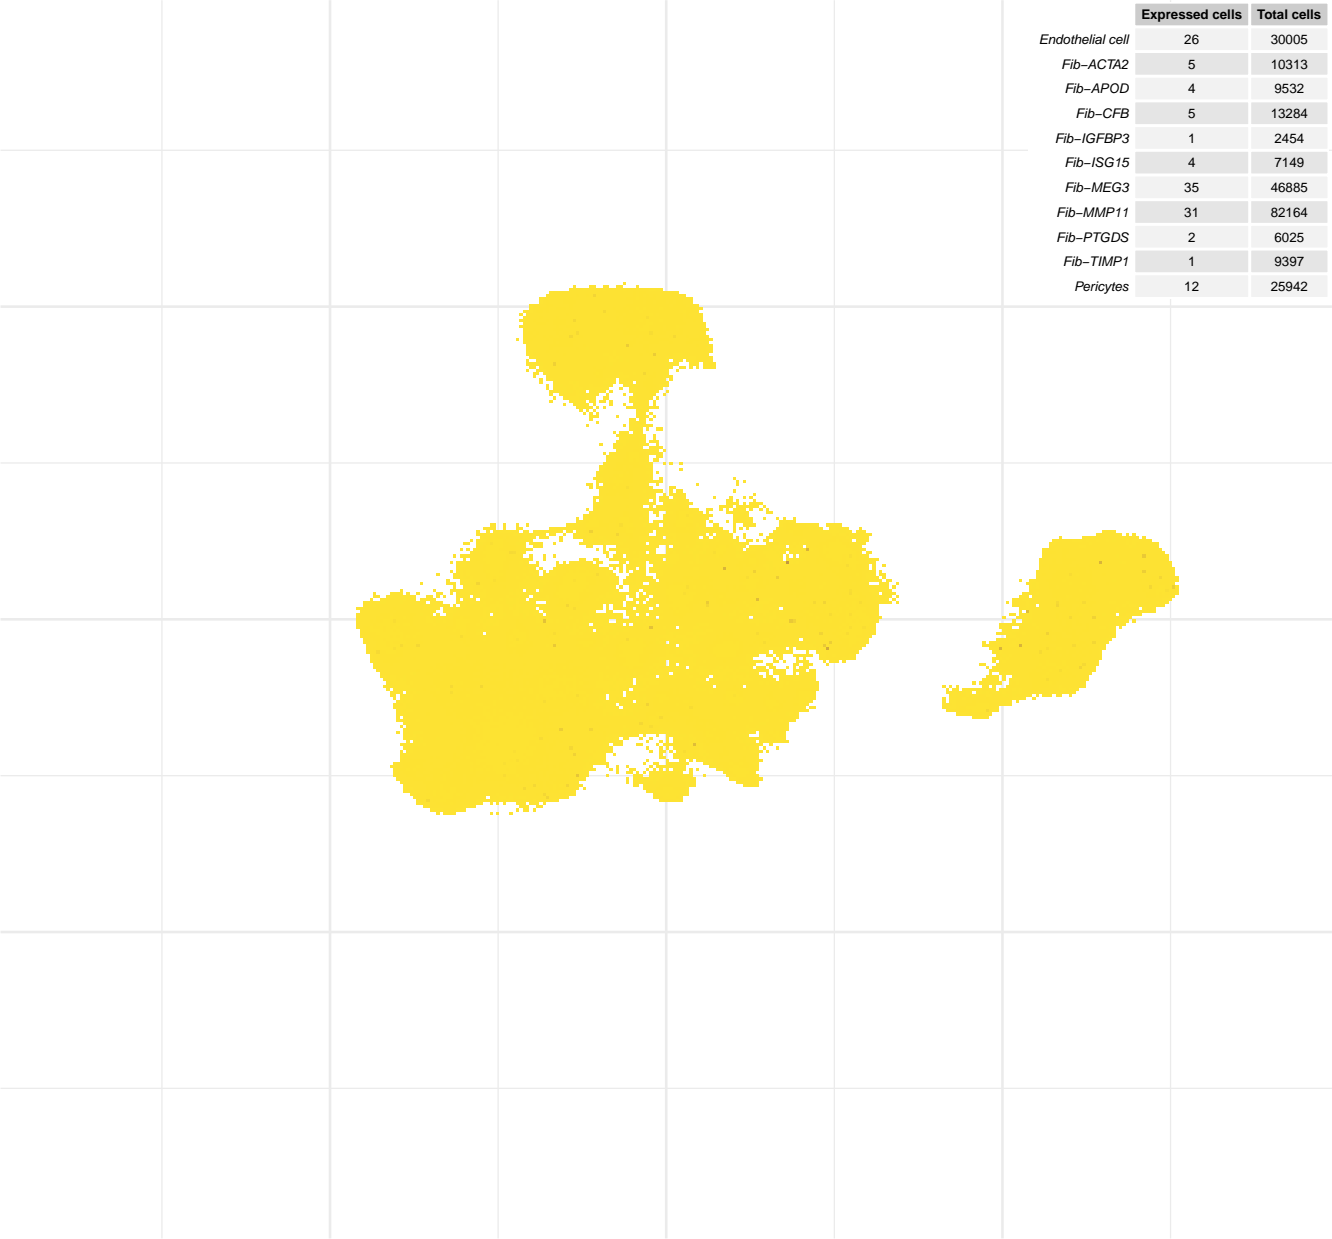 Expressed cells Total cells
Endothelial cell 26 30005
Fib−ACTA2 5 10313
Fib−APOD 4 9532
Fib−CFB 5 13284
Fib−IGFBP3 1 2454
Fib−ISG15 4 7149
Fib−MEG3 35 46885
Fib−MMP11 31 82164
Fib−PTGDS 2 6025
Fib−TIMP1 1 9397
Pericytes 12 25942